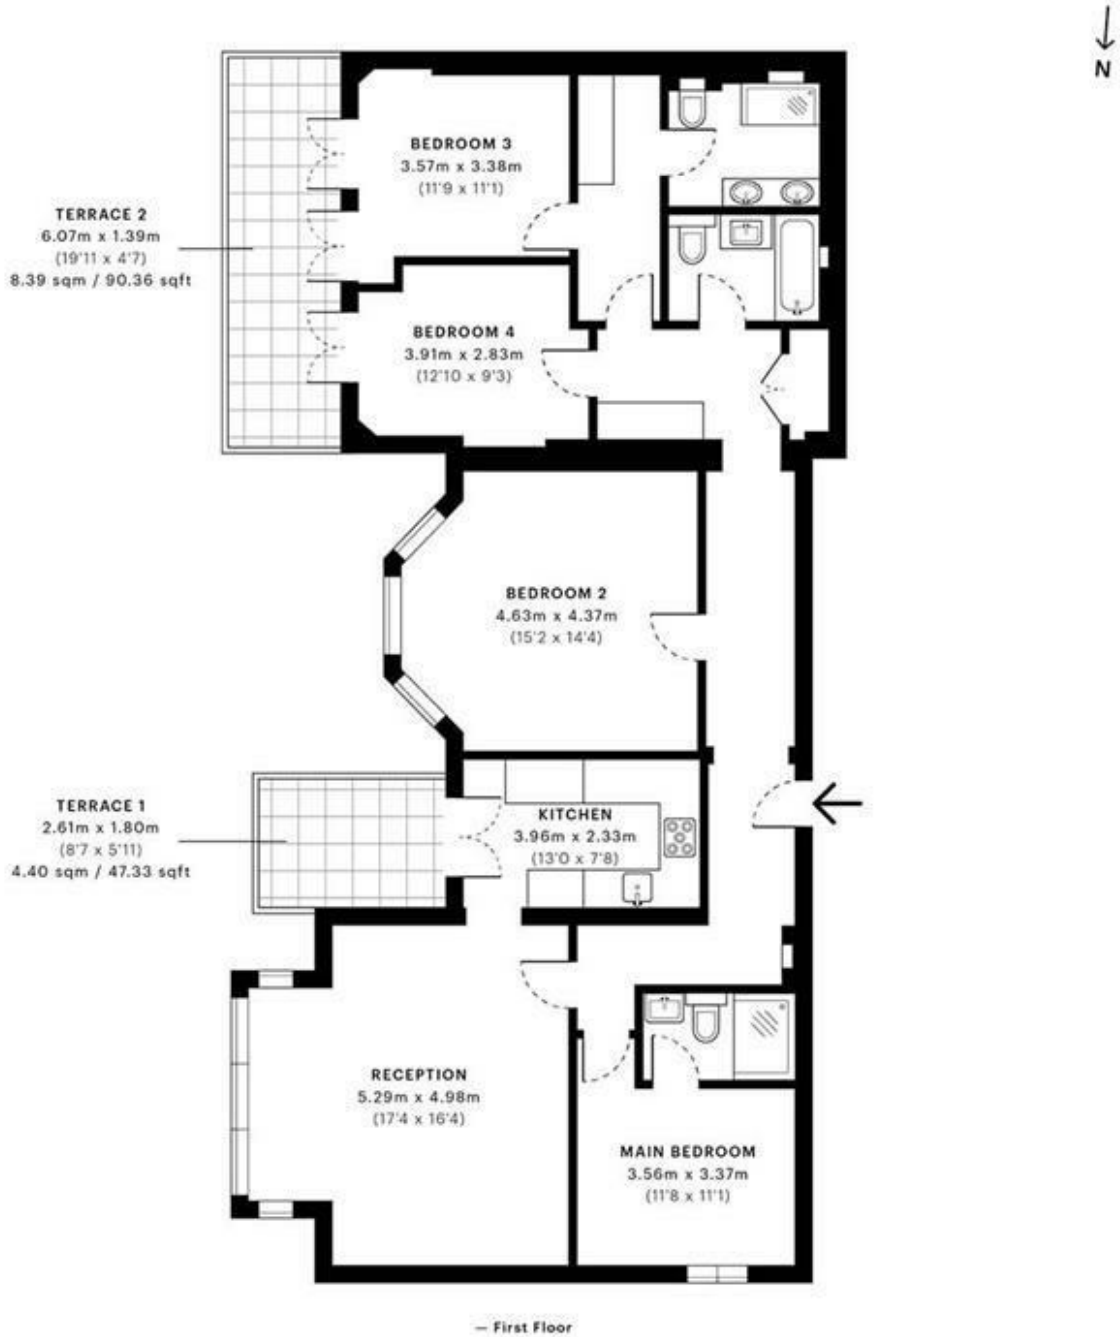 N
BEDROOM 3
3.57m x 3.38m
(11'9 x 11'1)
TERRACE 2
6.07m x 1.39m
(19'11 x 4'7)
8.39 sqm / 90.36 sqft
BEDROOM 4
3.91m x 2.83m
(12'10 x 9'3)
BEDROOM 2
4.63m x 4.37m
(15'2 x 14'4)
TERRACE 1
2.61m x 1.80m
(8'7 x 5'11)
4.40 sqm / 47.33 sqft
KITCHEN
3.96m x 2.33m
(13'0 x 7'8)
RECEPTION
5.29m x 4.98m
(17'4 x 16'4)
MAIN BEDROOM
3.56m x 3.37m
(11'8 x 11'1)
— First Floor